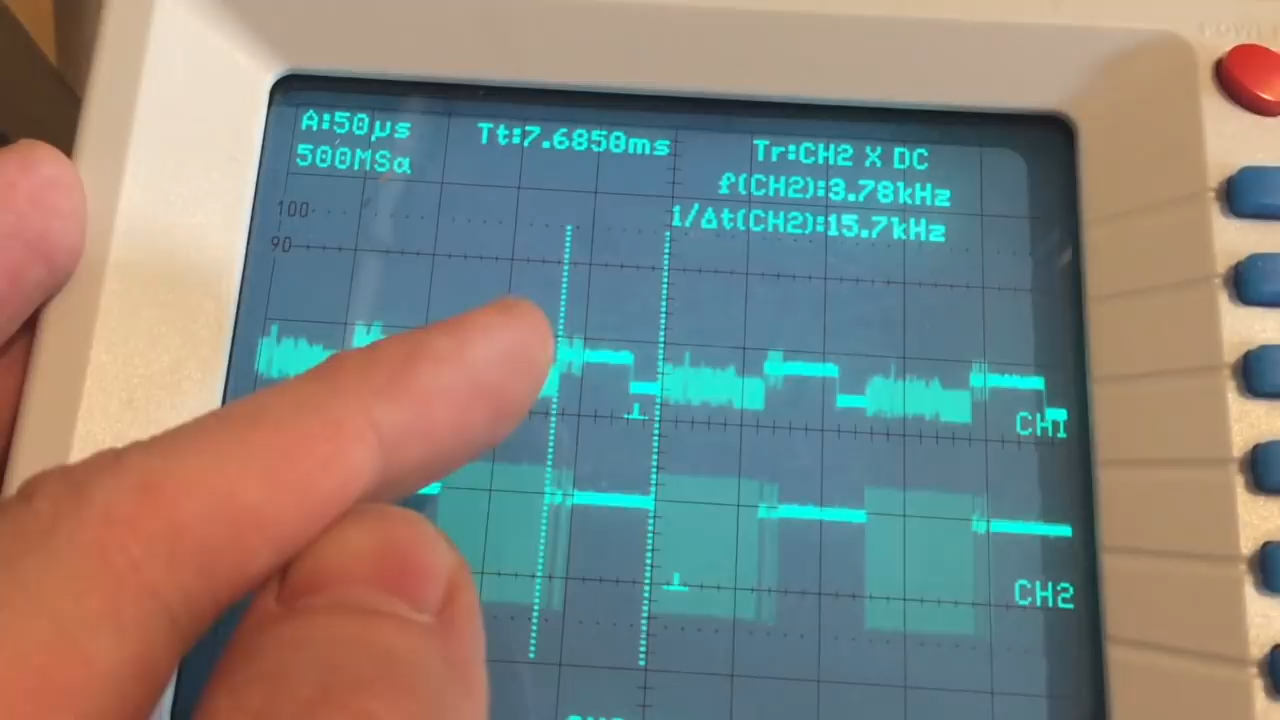 A:50µs
Tt:7.6850ms
Tr:CH2 X DC
500MSa
f(CH2):3.78kHz
1/Δt(CH2):15.7kHz
100
90
CH1
CH2